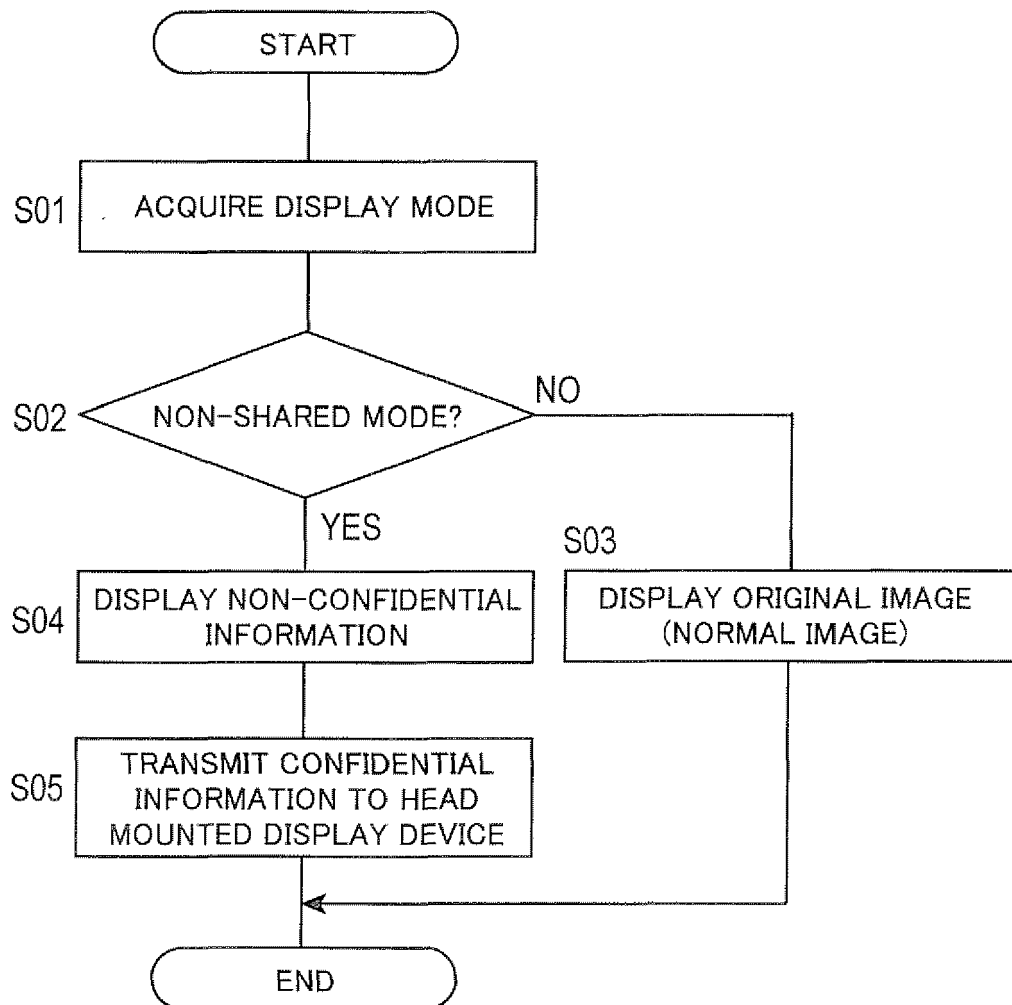 START
S01
ACQUIRE DISPLAY MODE
S02
NON-SHARED MODE?
NO
YES
S03
S04
DISPLAY NON-CONFIDENTIAL
INFORMATION
DISPLAY ORIGINAL IMAGE
(NORMAL IMAGE)
S05
TRANSMIT CONFIDENTIAL
INFORMATION TO HEAD
MOUNTED DISPLAY DEVICE
END